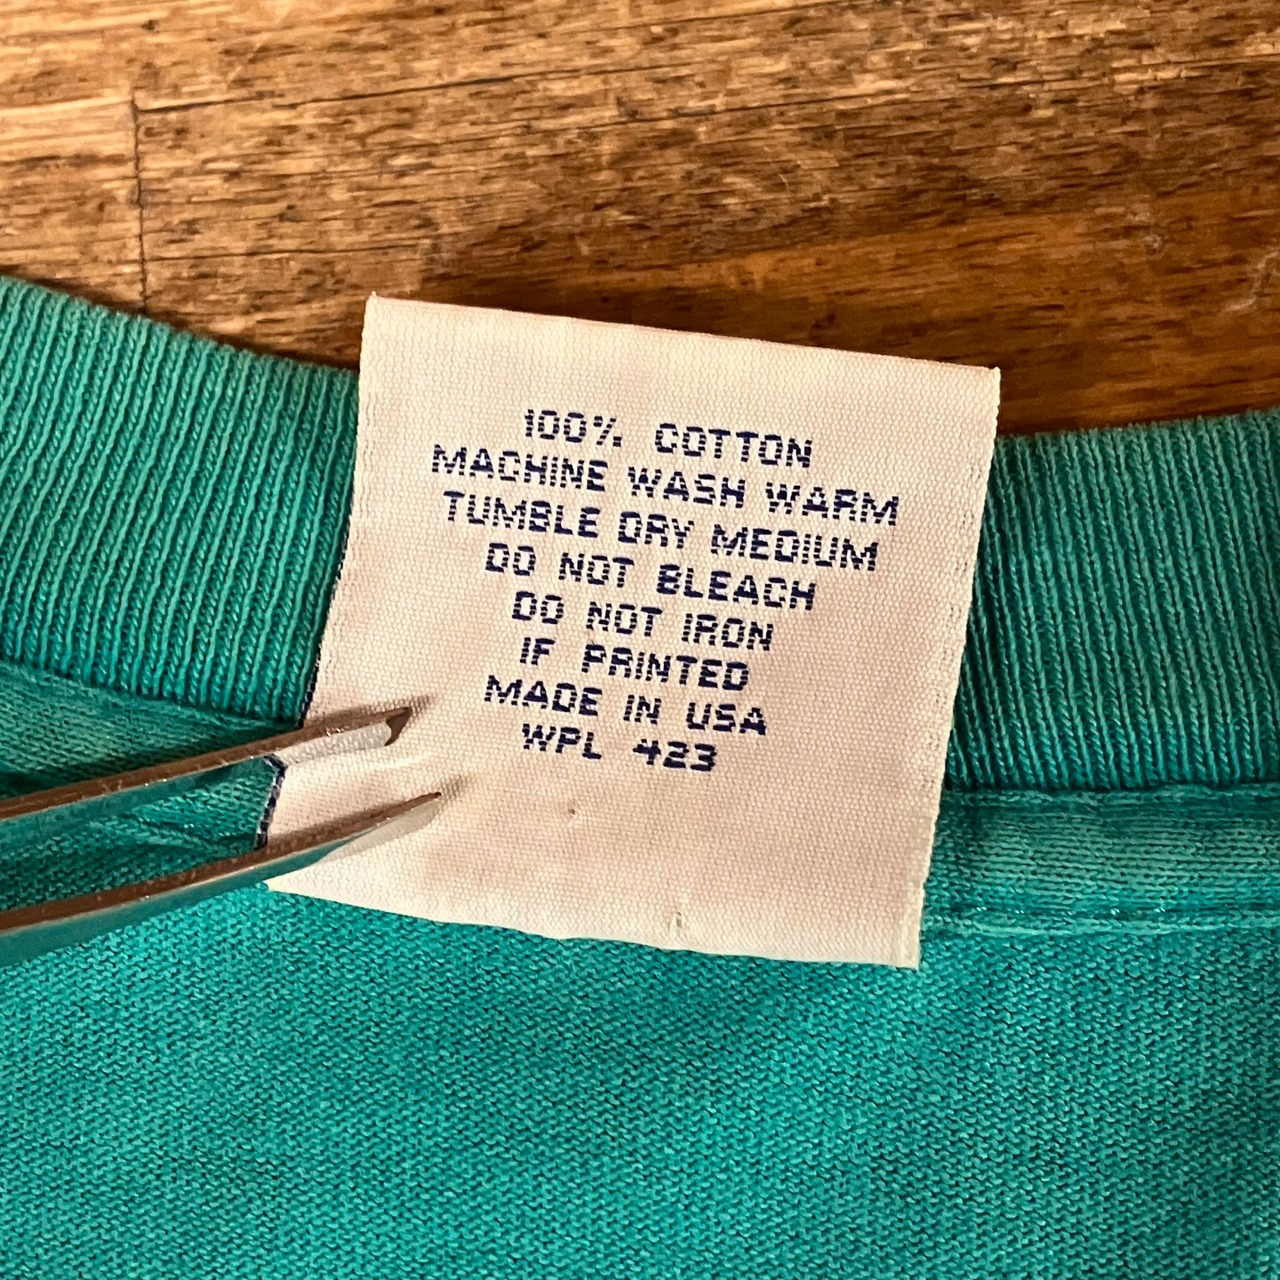 100% COTTON
MACHINE WASH WARM
TUMBLE DRY MEDIUM
DO NOT BLEACH
DO NOT IRON
IF PRINTED
MADE IN USA
WPL 423